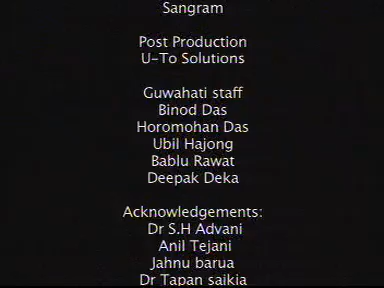 Sangram
Post Production
U-To Solutions
Guwahati staff
Binod Das
Horomohan Das
Ubil Hajong
Bablu Rawat
Deepak Deka
Acknowledgements:
Dr S.H Advani
Anil Tejani
Jahnu barua
Dr Tapan saikia